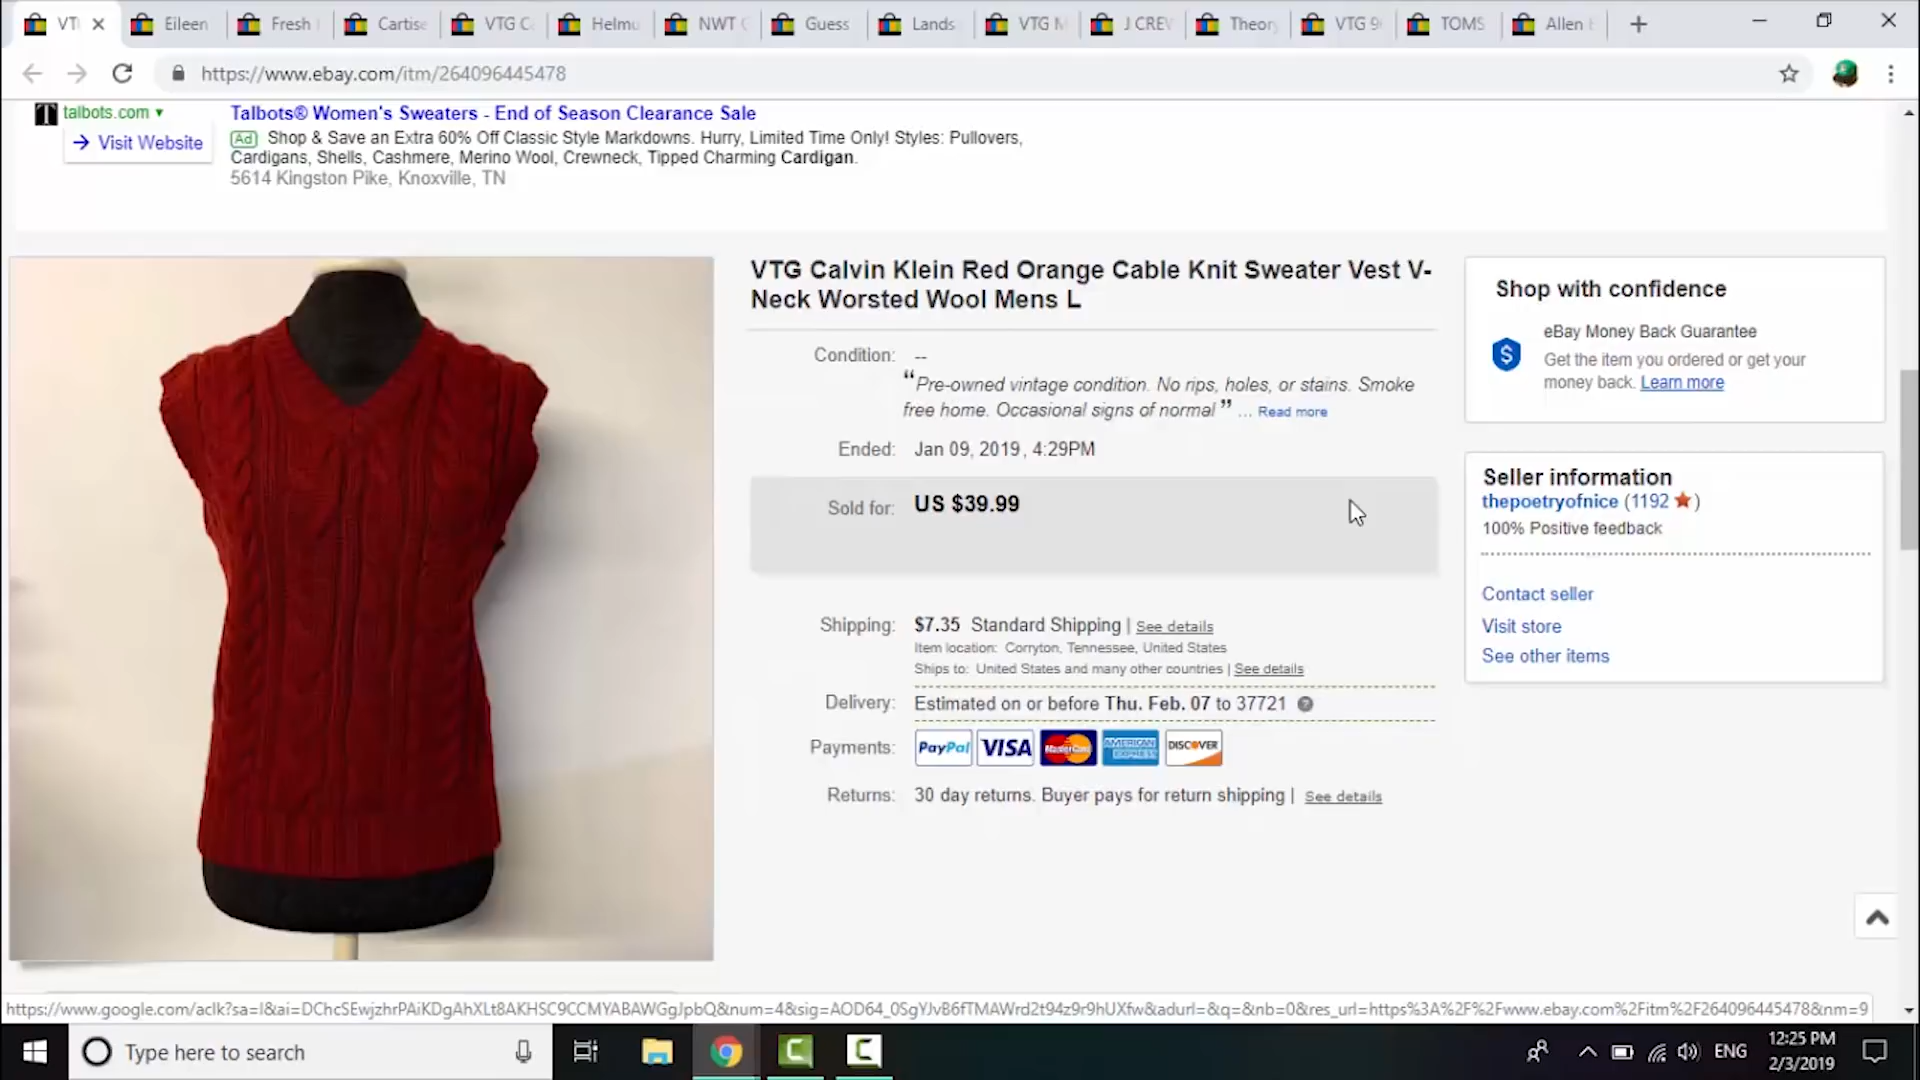 VTC
Eileen
Fresh
Cartise
VTG C
Helmu
NWT
Guess
Lands
VTG M
J CREW
Theory
VTG 9
TOMS
Allen
https://www.ebay.com/itm/264096445478
talbots.com
Visit Website
Talbots® Women's Sweaters - End of Season Clearance Sale
Ad Shop & Save an Extra 60% Off Classic Style Markdowns. Hurry, Limited Time Only! Styles: Pullovers,
Cardigans, Shells, Cashmere, Merino Wool, Crewneck, Tipped Charming Cardigan.
5614 Kingston Pike, Knoxville, TN
VTG Calvin Klein Red Orange Cable Knit Sweater Vest V-
Neck Worsted Wool Mens L
Condition: --
“Pre-owned vintage condition. No rips, holes, or stains. Smoke
free home. Occasional signs of normal ” ... Read more
Ended: Jan 09, 2019 , 4:29PM
Sold for: US $39.99
Shipping: $7.35 Standard Shipping | See details
Item location: Corryton, Tennessee, United States
Ships to: United States and many other countries | See details
Delivery: Estimated on or before Thu. Feb. 07 to 37721 ?
Payments: PayPal VISA MasterCard AMERICAN EXPRESS DISCOVER
Returns: 30 day returns. Buyer pays for return shipping | See details
Shop with confidence
eBay Money Back Guarantee
Get the item you ordered or get your
money back. Learn more
Seller information
thepoetryofnice (1192 ★ )
100% Positive feedback
Contact seller
Visit store
See other items
Type here to search
ENG
12:25 PM
2/3/2019